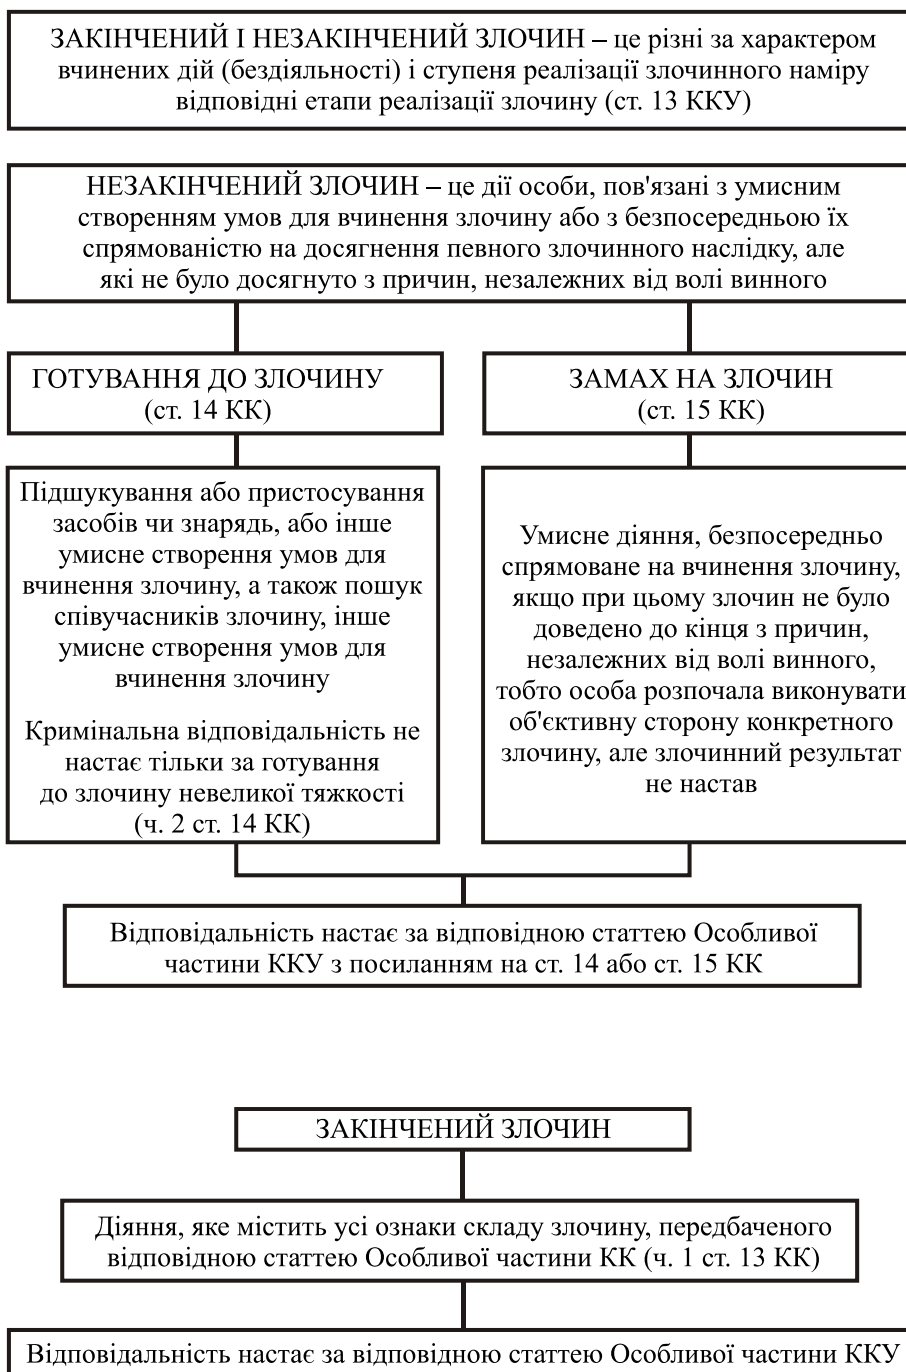 ЗАКІНЧЕНИЙ І НЕЗАКІНЧЕНИЙ ЗЛОЧИН – це різні за характером
вчинених дій (бездіяльності) і ступеня реалізації злочинного наміру
відповідні етапи реалізації злочину (ст. 13 ККУ)
НЕЗАКІНЧЕНИЙ ЗЛОЧИН – це дії особи, пов'язані з умисним
створенням умов для вчинення злочину або з безпосередньою їх
спрямованістю на досягнення певного злочинного наслідку, але
які не було досягнуто з причин, незалежних від волі винного
ГОТУВАННЯ ДО ЗЛОЧИНУ
(ст. 14 КК)
Підшукування або пристосування
засобів чи знарядь, або інше
умисне створення умов для
вчинення злочину, а також пошук
співучасників злочину, інше
умисне створення умов для
вчинення злочину
Кримінальна відповідальність не
настає тільки за готування
до злочину невеликої тяжкості
(ч. 2 ст. 14 КК)
ЗАМАХ НА ЗЛОЧИН
(ст. 15 КК)
Умисне діяння, безпосередньо
спрямоване на вчинення злочину,
якщо при цьому злочин не було
доведено до кінця з причин,
незалежних від волі винного,
тобто особа розпочала виконувати
об'єктивну сторону конкретного
злочину, але злочинний результат
не настав
Відповідальність настає за відповідною статтею Особливої
частини ККУ з посиланням на ст. 14 або ст. 15 КК
ЗАКІНЧЕНИЙ ЗЛОЧИН
Діяння, яке містить усі ознаки складу злочину, передбаченого
відповідною статтею Особливої частини КК (ч. 1 ст. 13 КК)
Відповідальність настає за відповідною статтею Особливої частини ККУ